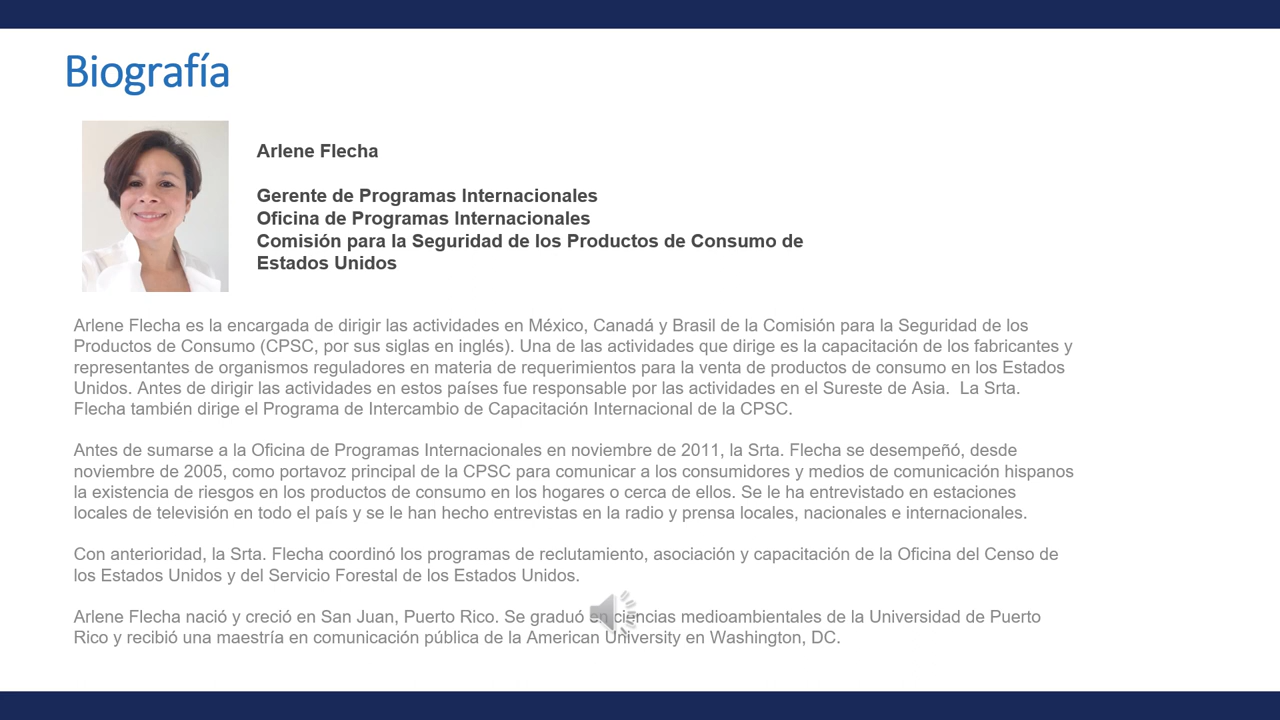 Biografía
Arlene Flecha
Gerente de Programas Internacionales
Oficina de Programas Internacionales
Comisión para la Seguridad de los Productos de Consumo de
Estados Unidos
Arlene Flecha es la encargada de dirigir las actividades en México, Canadá y Brasil de la Comisión para la Seguridad de los
Productos de Consumo (CPSC, por sus siglas en inglés). Una de las actividades que dirige es la capacitación de los fabricantes y
representantes de organismos reguladores en materia de requerimientos para la venta de productos de consumo en los Estados
Unidos. Antes de dirigir las actividades en estos países fue responsable por las actividades en el Sureste de Asia.  La Srta.
Flecha también dirige el Programa de Intercambio de Capacitación Internacional de la CPSC.
Antes de sumarse a la Oficina de Programas Internacionales en noviembre de 2011, la Srta. Flecha se desempeñó, desde
noviembre de 2005, como portavoz principal de la CPSC para comunicar a los consumidores y medios de comunicación hispanos
la existencia de riesgos en los productos de consumo en los hogares o cerca de ellos. Se le ha entrevistado en estaciones
locales de televisión en todo el país y se le han hecho entrevistas en la radio y prensa locales, nacionales e internacionales.
Con anterioridad, la Srta. Flecha coordinó los programas de reclutamiento, asociación y capacitación de la Oficina del Censo de
los Estados Unidos y del Servicio Forestal de los Estados Unidos.
Arlene Flecha nació y creció en San Juan, Puerto Rico. Se graduó en ciencias medioambientales de la Universidad de Puerto
Rico y recibió una maestría en comunicación pública de la American University en Washington, DC.